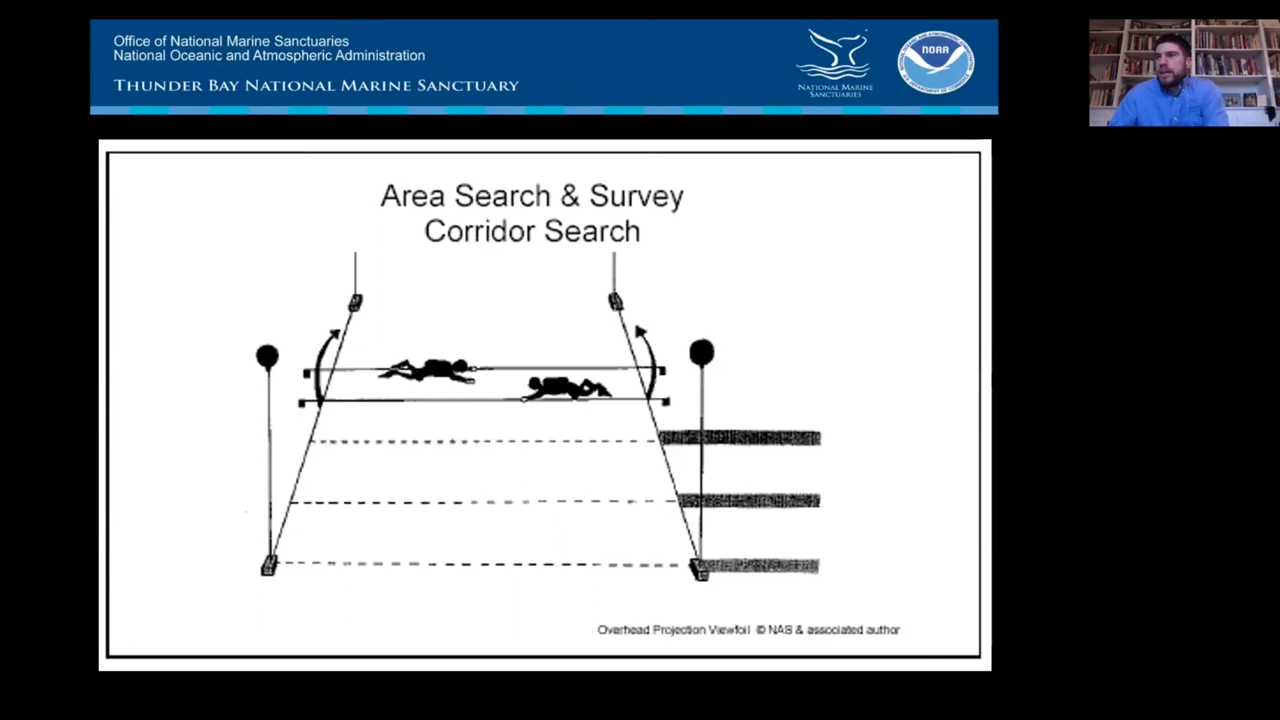 Office of National Marine Sanctuaries
National Oceanic and Atmospheric Administration
THUNDER BAY NATIONAL MARINE SANCTUARY
NATIONAL MARINE
SANCTUARIES
NOAA
Area Search & Survey
Corridor Search
Overhead Projection Viewfoil © NAS & associated author